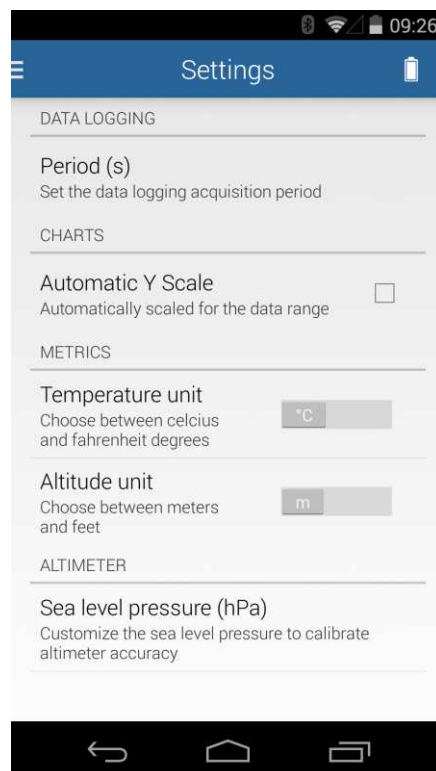 09:26
Settings
DATA LOGGING
Period (s)
Set the data logging acquisition period
CHARTS
Automatic Y Scale
Automatically scaled for the data range
METRICS
Temperature unit
Choose between celcius
and fahrenheit degrees
°C
Altitude unit
Choose between meters
and feet
m
ALTIMETER
Sea level pressure (hPa)
Customize the sea level pressure to calibrate
altimeter accuracy